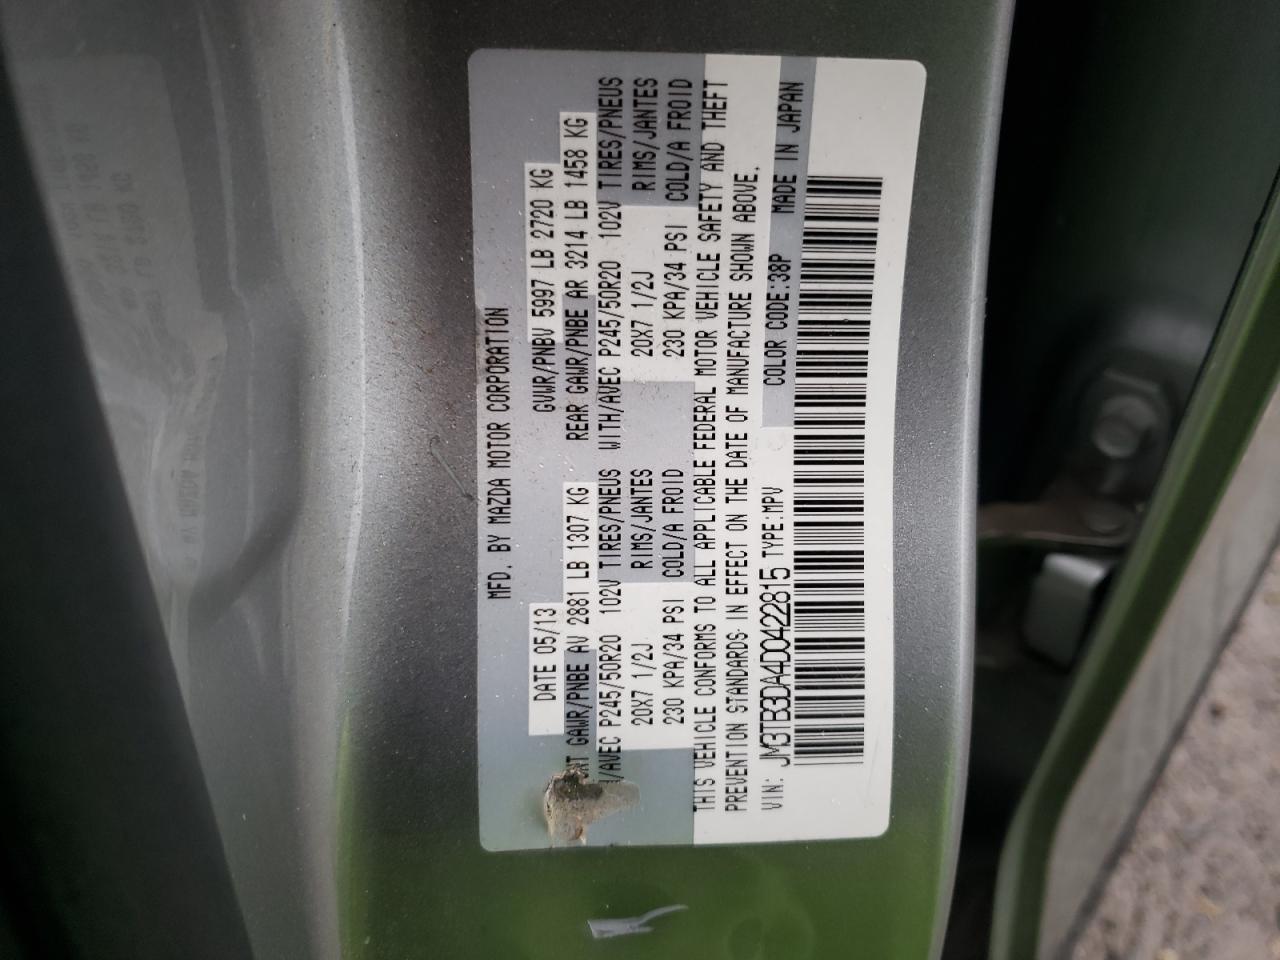 MFD. BY MAZDA MOTOR CORPORATION
DATE 05/13 GVWR/PNBV 5997 LB 2720 KG
NT GAWR/PNBE AV 2881 LB 1307 KG REAR GAWR/PNBE AR 3214 LB 1458 KG
/AVEC P245/50R20 102V TIRES/PNEUS WITH/AVEC P245/50R20 102V TIRES/PNEUS
20X7 1/2J RIMS/JANTES 20X7 1/2J RIMS/JANTES
230 KPA/34 PSI COLD/A FROID 230 KPA/34 PSI COLD/A FROID
THIS VEHICLE CONFORMS TO ALL APPLICABLE FEDERAL MOTOR VEHICLE SAFETY AND THEFT
PREVENTION STANDARDS IN EFFECT ON THE DATE OF MANUFACTURE SHOWN ABOVE.
VIN: JM3TB3DA4D0422815 TYPE:MPV COLOR CODE:38P MADE IN JAPAN